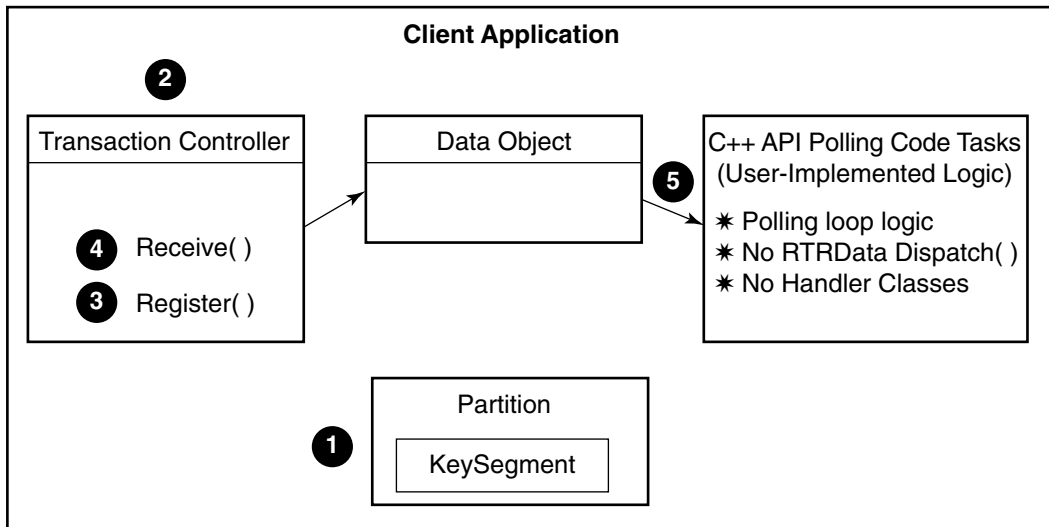 Client Application
2
Transaction Controller
4 Receive( )
3 Register( )
Data Object
5
C++ API Polling Code Tasks
(User-Implemented Logic)
✷ Polling loop logic
✷ No RTRData Dispatch( )
✷ No Handler Classes
1
Partition
KeySegment